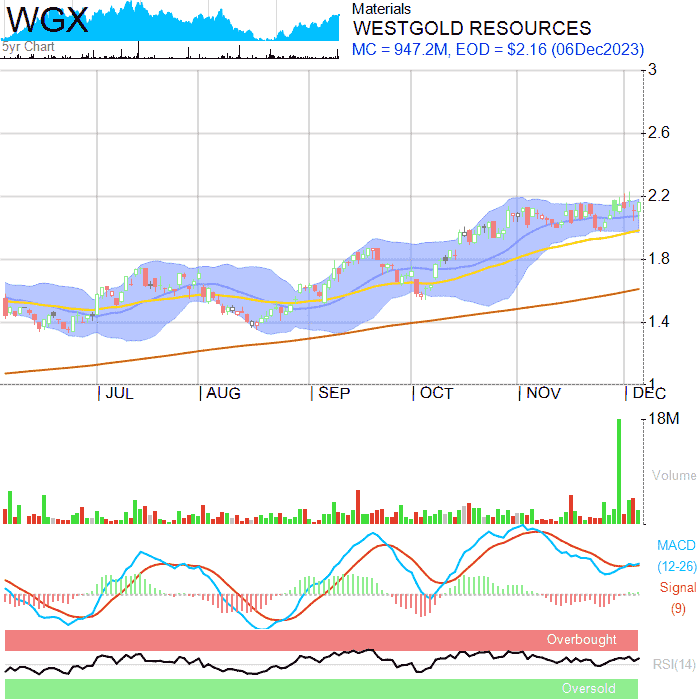 WGX
5yr Chart
Materials
WESTGOLD RESOURCES
MC = 947.2M, EOD = $2.16 (06Dec2023)
3
2.6
2.2
1.8
1.4
1
JUL AUG SEP OCT NOV DEC
18M
Volume
MACD
(12-26)
Signal
(9)
Overbought
RSI(14)
Oversold